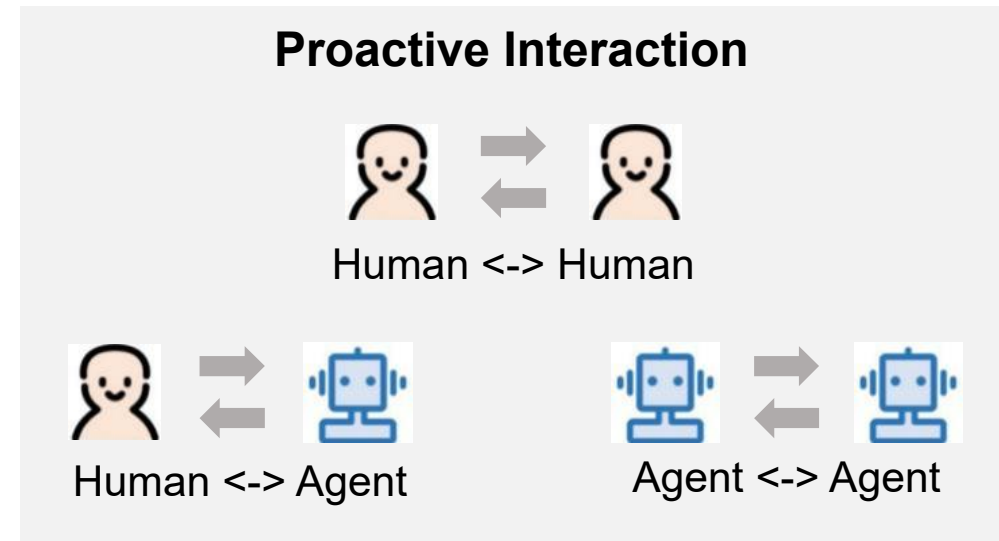 Proactive Interaction
Human <-> Human
Human <-> Agent
Agent <-> Agent